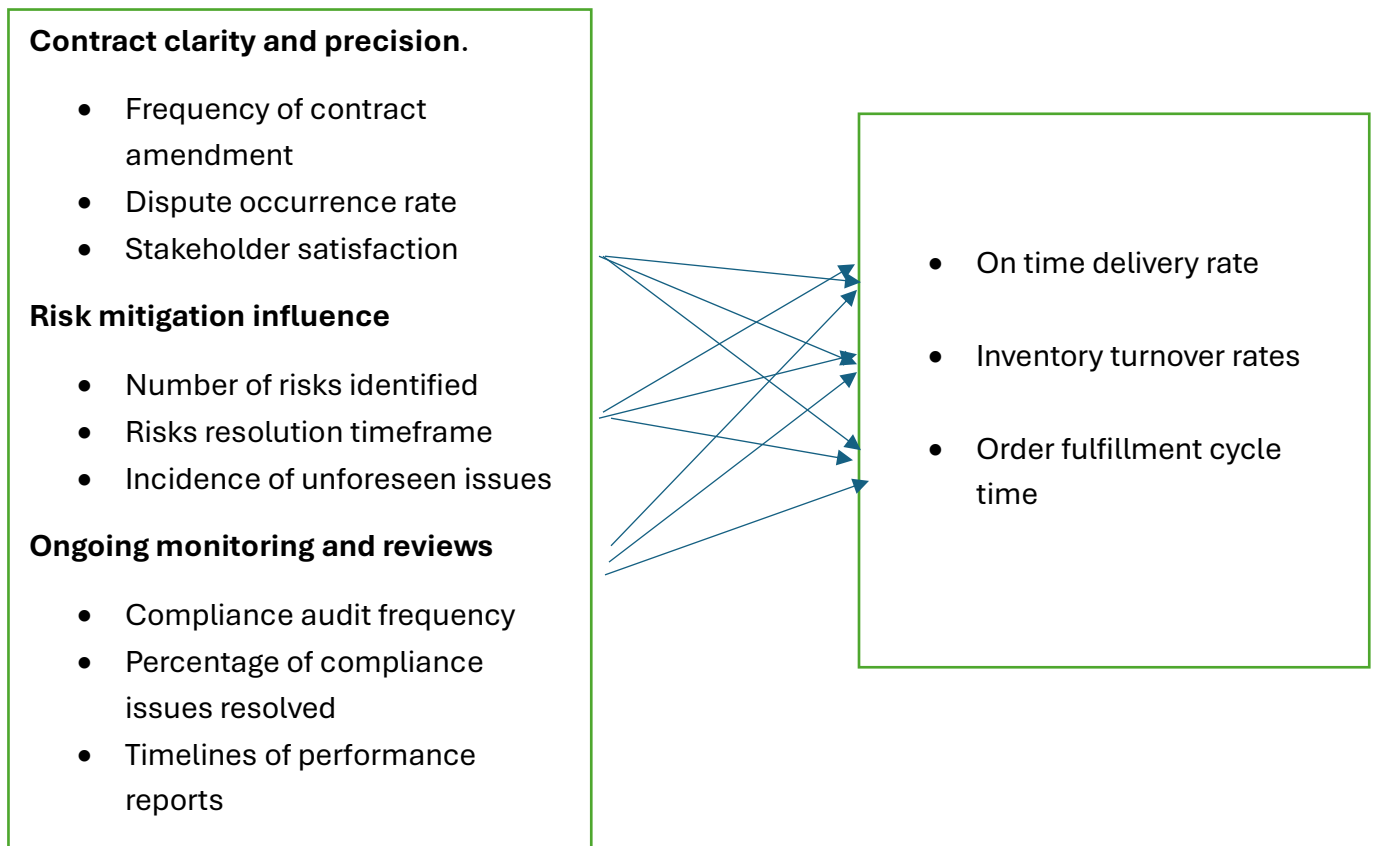 Contract clarity and precision.
• Frequency of contract
amendment
• Dispute occurrence rate
• Stakeholder satisfaction
Risk mitigation influence
• Number of risks identified
• Risks resolution timeframe
• Incidence of unforeseen issues
Ongoing monitoring and reviews
• Compliance audit frequency
• Percentage of compliance
issues resolved
• Timelines of performance
reports
• On time delivery rate
• Inventory turnover rates
• Order fulfillment cycle
time